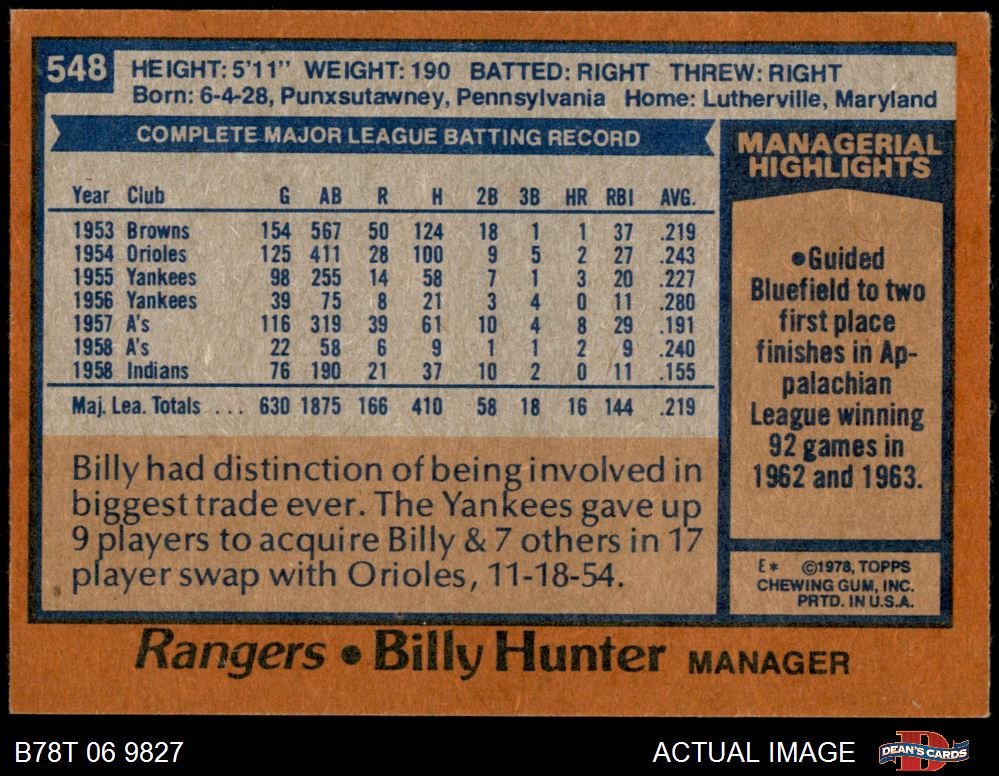 548
HEIGHT: 5'11" WEIGHT: 190 BATTED: RIGHT THREW: RIGHT
Born: 6-4-28, Punxsutawney, Pennsylvania Home: Lutherville, Maryland
COMPLETE MAJOR LEAGUE BATTING RECORD
Year Club G AB R H 2B 3B HR RBI AVG.
1953 Browns 154 567 50 124 18 1 1 37 .219
1954 Orioles 125 411 28 100 9 5 2 27 .243
1955 Yankees 98 255 14 58 7 1 3 20 .227
1956 Yankees 39 75 8 21 3 4 0 11 .280
1957 A's 116 319 39 61 10 4 8 29 .191
1958 A's 22 58 6 9 1 1 2 9 .240
1958 Indians 76 190 21 37 10 2 0 11 .155
Maj. Lea. Totals ... 630 1875 166 410 58 18 16 144 .219
Billy had distinction of being involved in
biggest trade ever. The Yankees gave up
9 players to acquire Billy & 7 others in 17
player swap with Orioles, 11-18-54.
MANAGERIAL
HIGHLIGHTS
•Guided
Bluefield to two
first place
finishes in Ap-
palachian
League winning
92 games in
1962 and 1963.
E* ©1978, TOPPS
CHEWING GUM, INC.
PRTD. IN U.S.A.
Rangers • Billy Hunter MANAGER
B78T 06 9827
ACTUAL IMAGE
DEAN'S CARDS